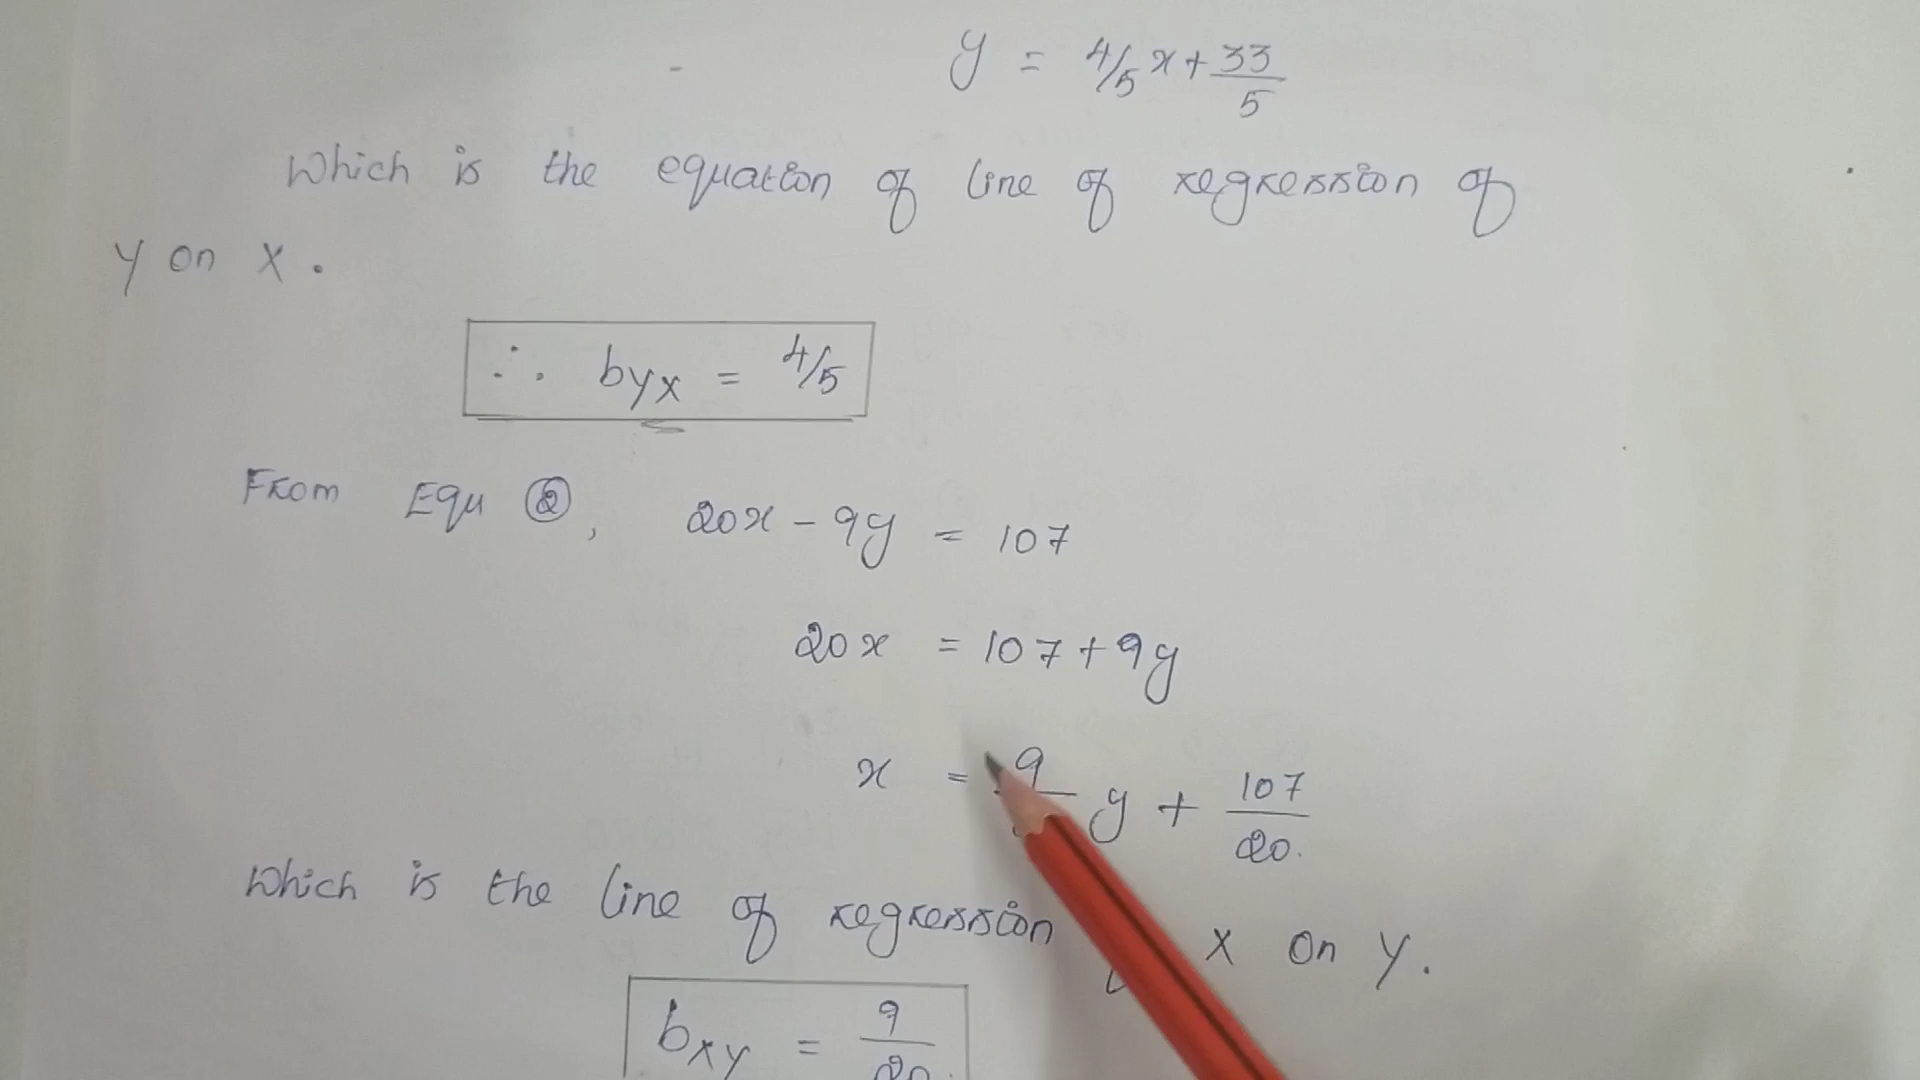 y = 4/5 x + 33/5
Which is the equation of line of regression of
y on x.
∴ byx = 4/5
From Equ ②, 20x - 9y = 107
20x = 107 + 9y
x = 9 y + 107/20.
Which is the line of regression x on y.
bxy = 9/20.